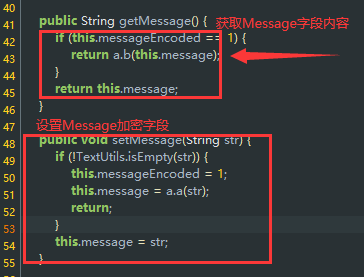 40
41 public String getMessage() { 获取Message字段内容
42 if (this.messageEncoded == 1) {
43 return a.b(this.message);
44 }
45 return this.message;
46 }
47 设置Message加密字段
48 public void setMessage(String str) {
49 if (!TextUtils.isEmpty(str)) {
50 this.messageEncoded = 1;
51 this.message = a.a(str);
52 return;
53 }
54 this.message = str;
55 }